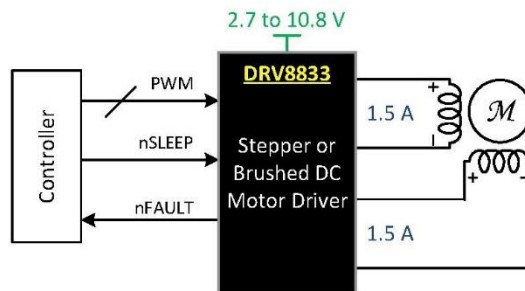 2.7 to 10.8 V
DRV8833
Controller
PWM
nSLEEP
nFAULT
Stepper or
Brushed DC
Motor Driver
1.5 A
1.5 A
+
-
M
+
-